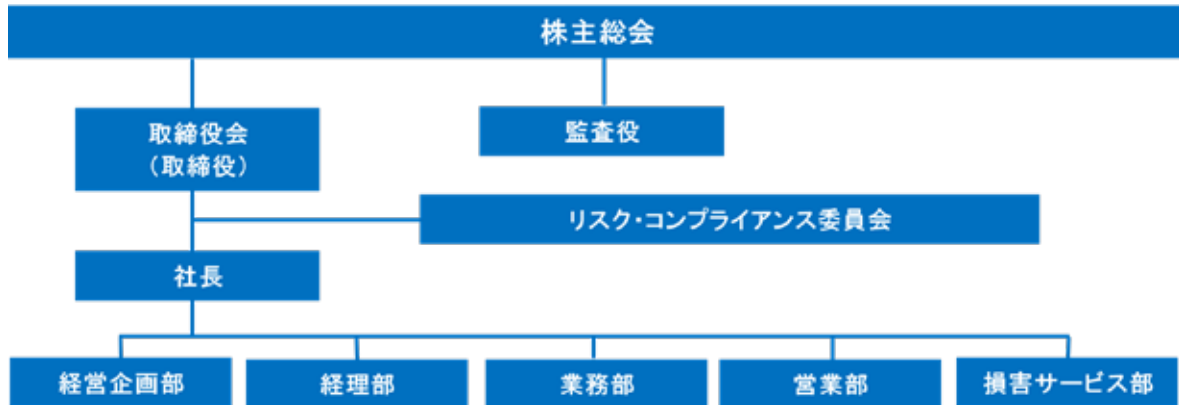 株主総会
取締役会
（取締役）
監査役
リスク・コンプライアンス委員会
社長
経営企画部
経理部
業務部
営業部
損害サービス部